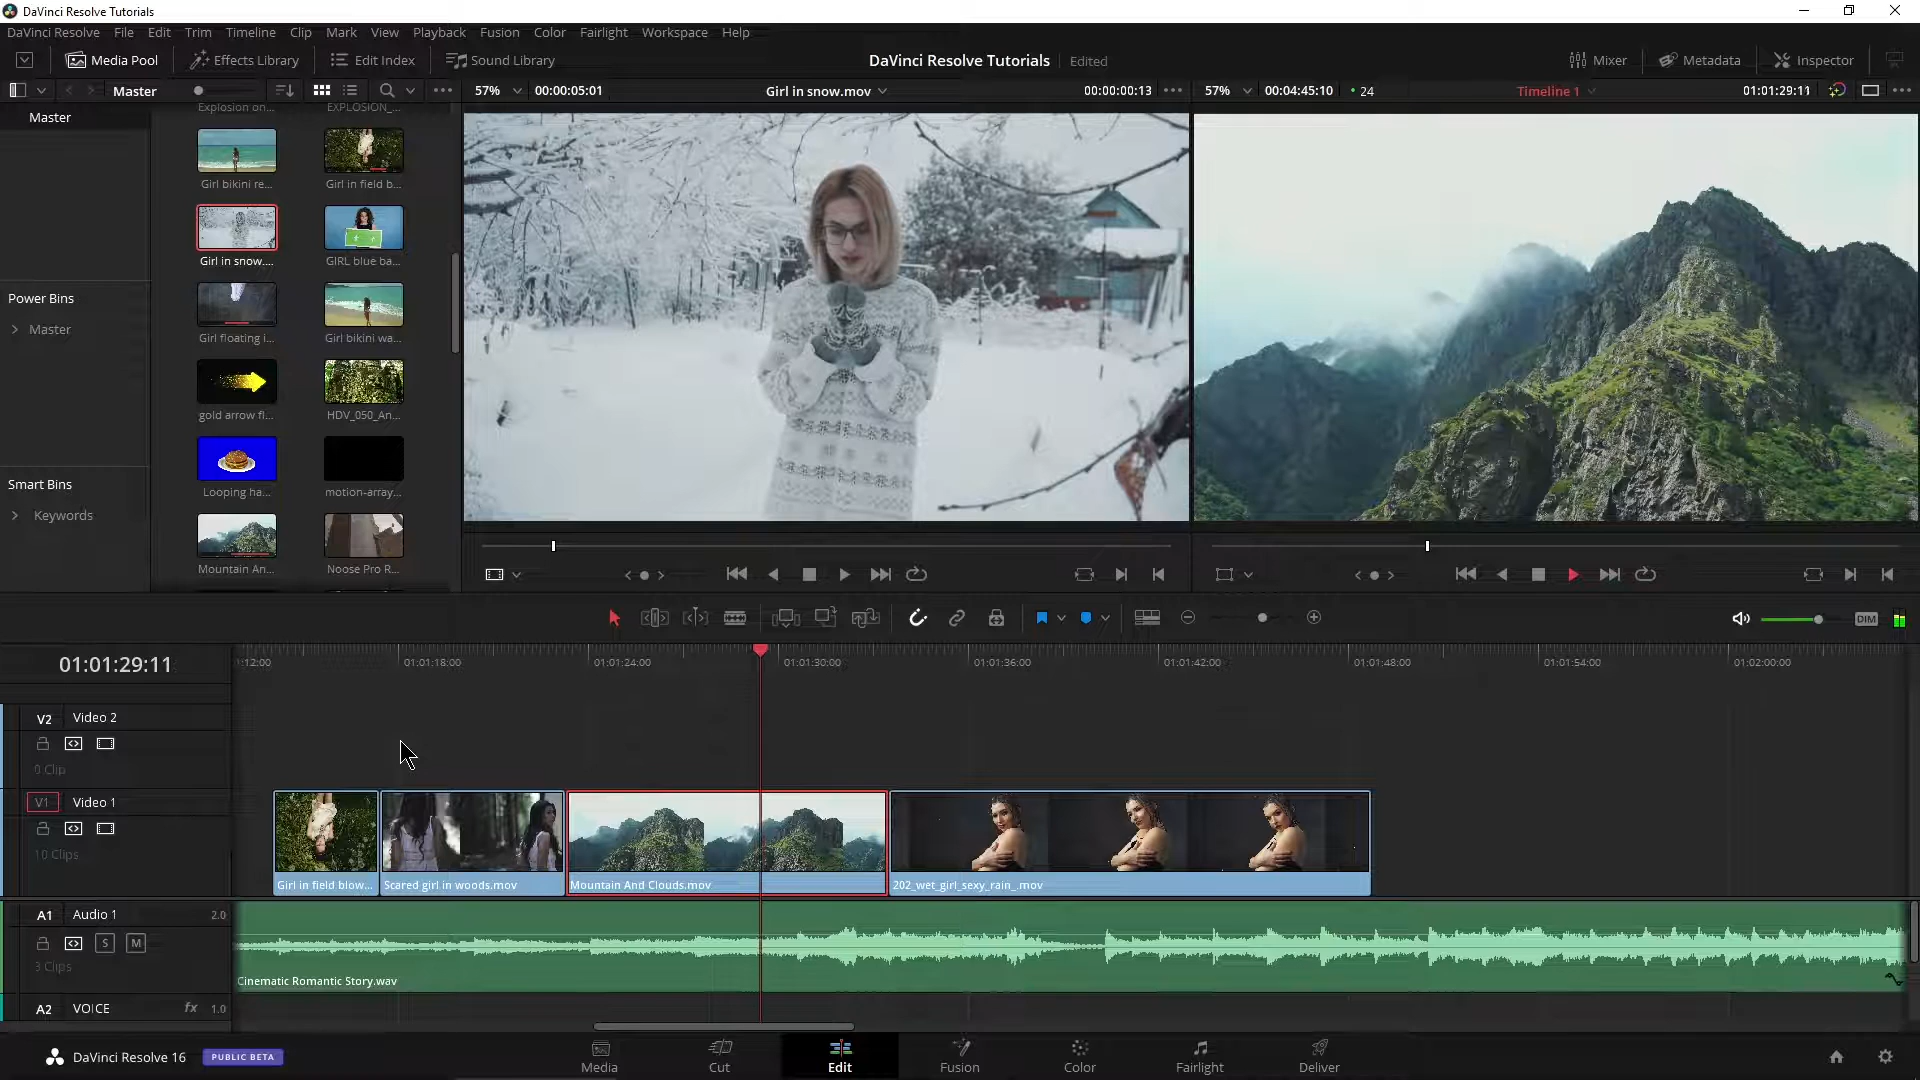 DaVinci Resolve Tutorials
DaVinci Resolve File Edit Trim Timeline Clip Mark View Playback Fusion Color Fairlight Workspace Help
Media Pool Effects Library Edit Index Sound Library DaVinci Resolve Tutorials Edited Mixer Metadata Inspector
Master 57% 00:00:05:01 Girl in snow.mov 00:00:00:13 57% 00:04:45:10 24 Timeline 1 01:01:29:11
Explosion on... EXPLOSION_...
Master
Girl bikini re... Girl in field b...
Girl in snow.... GIRL blue ba...
Power Bins
Master
Girl floating i... Girl bikini wa...
gold arrow fl... HDV_050_An...
Smart Bins
Looping ha... motion-array...
Keywords
Mountain An... Noose Pro R...
DIM
01:01:29:11 :12:00 01:01:18:00 01:01:24:00 01:01:30:00 01:01:36:00 01:01:42:00 01:01:48:00 01:01:54:00 01:02:00:00
V2 Video 2
0 Clip
V1 Video 1
10 Clips
Girl in field blow... Scared girl in woods.mov Mountain And Clouds.mov 202_wet_girl_sexy_rain_.mov
A1 Audio 1 2.0
S M
3 Clips
Cinematic Romantic Story.wav
A2 VOICE fx 1.0
DaVinci Resolve 16 PUBLIC BETA
Media Cut Edit Fusion Color Fairlight Deliver